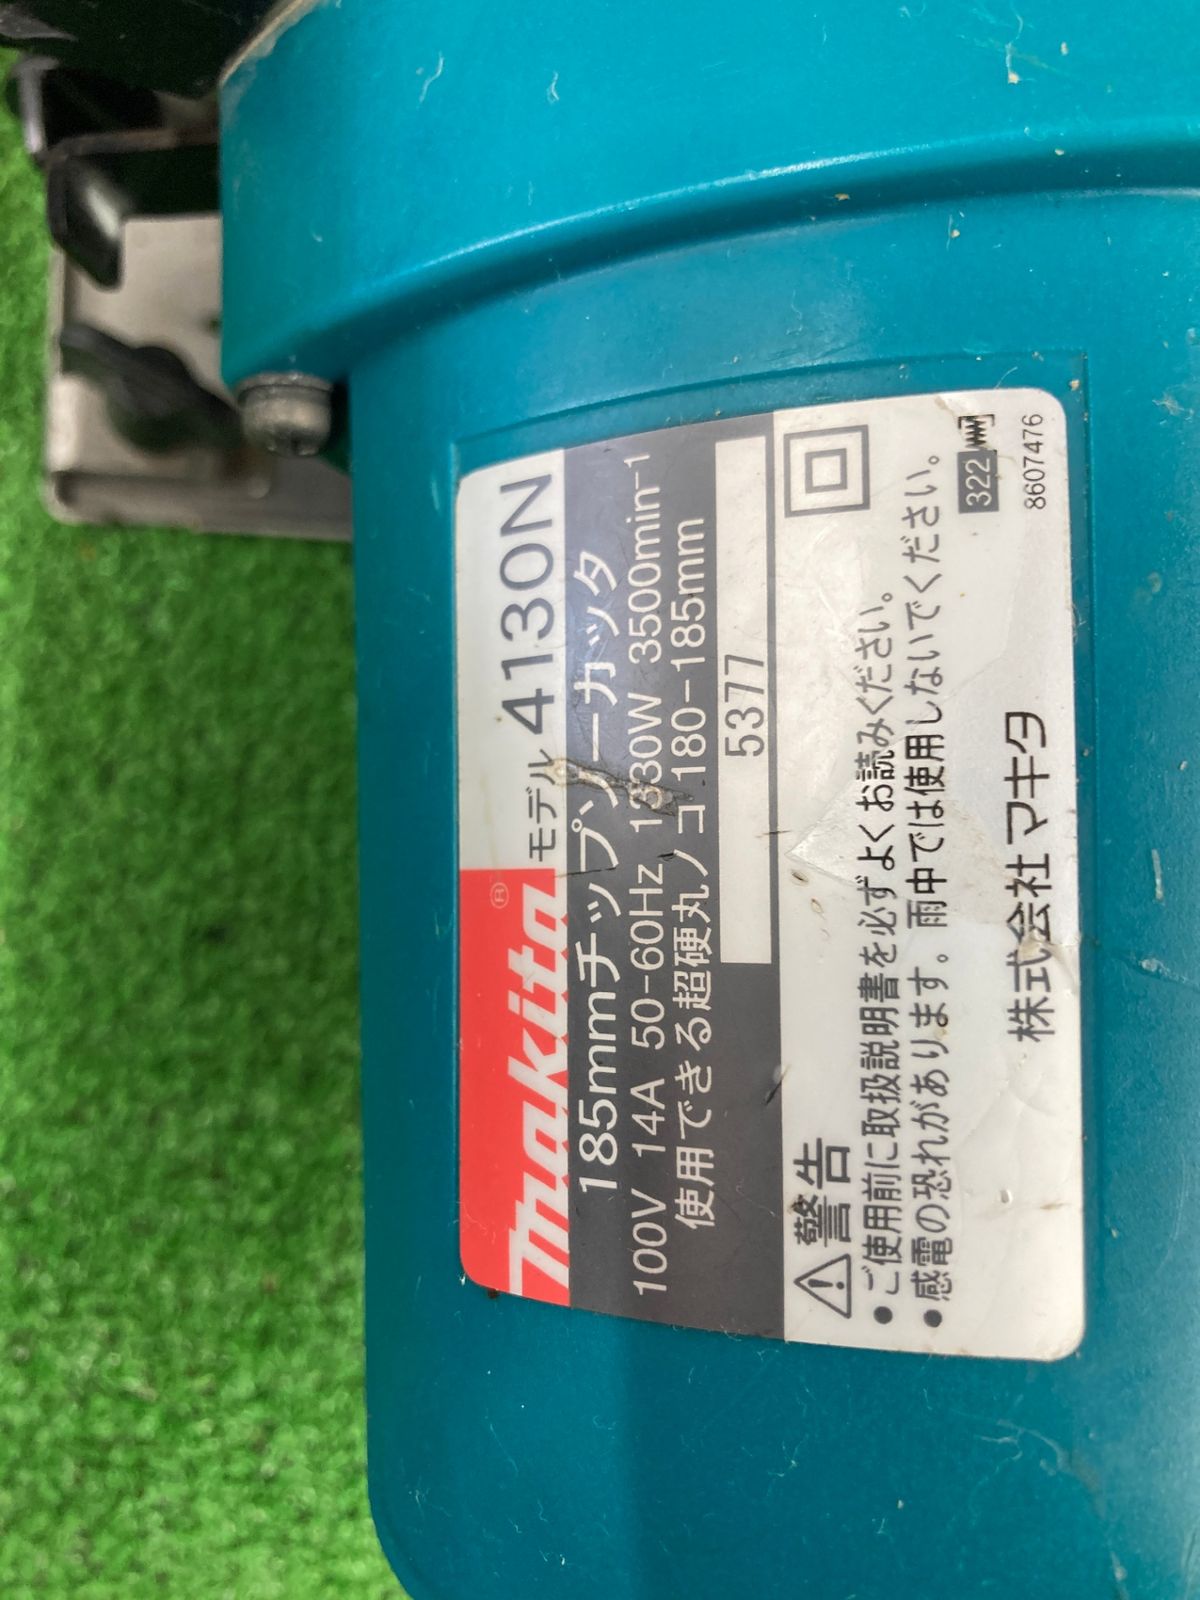 makita® モデル 4130N
185mmチップソーカッタ
100V 14A 50-60Hz 1330W 3500min-1
使用できる超硬丸ノコ 180-185mm
5377
警告
●ご使用前に取扱説明書を必ずよくお読みください。
●感電の恐れがあります。雨中では使用しないでください。
322
株式会社マキタ
8607476